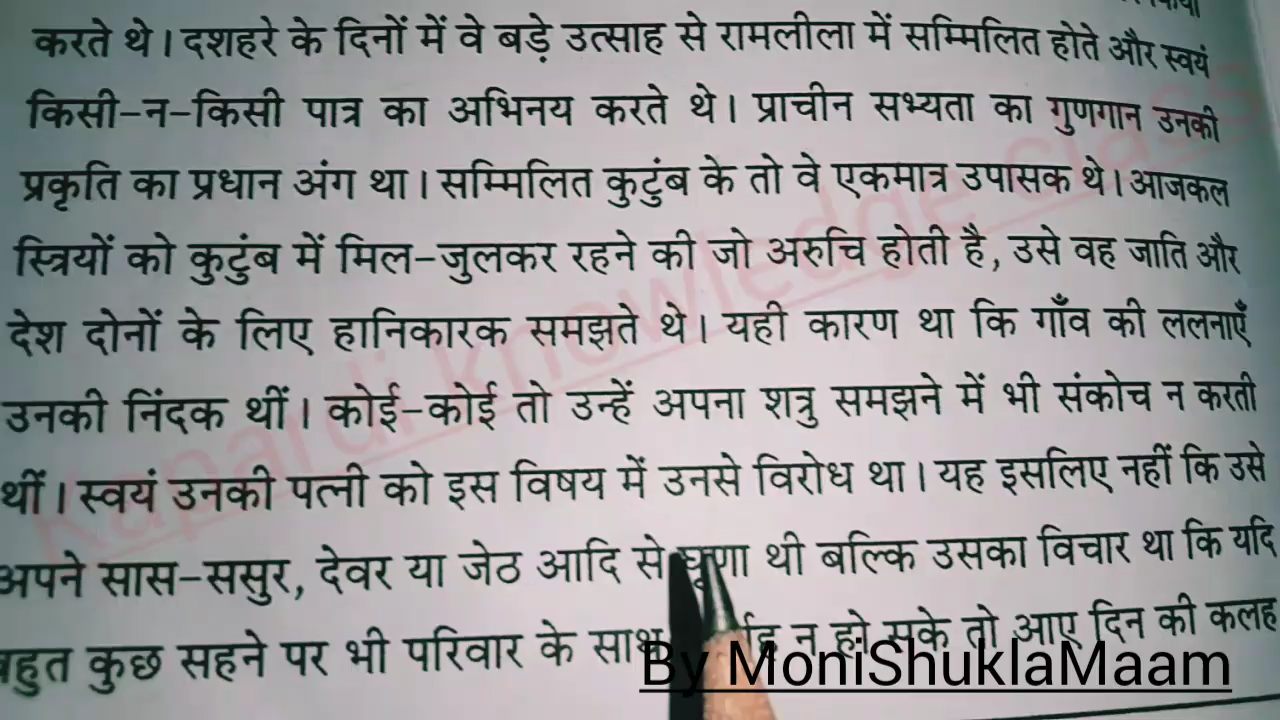 करते थे। दशहरे के दिनों में वे बड़े उत्साह से रामलीला में सम्मिलित होते और स्वयं
किसी-न-किसी पात्र का अभिनय करते थे। प्राचीन सभ्यता का गुणगान उनकी
प्रकृति का प्रधान अंग था। सम्मिलित कुटुंब के तो वे एकमात्र उपासक थे। आजकल
स्त्रियों को कुटुंब में मिल-जुलकर रहने की जो अरुचि होती है, उसे वह जाति और
देश दोनों के लिए हानिकारक समझते थे। यही कारण था कि गाँव की ललनाएँ
उनकी निंदक थीं। कोई-कोई तो उन्हें अपना शत्रु समझने में भी संकोच न करती
थीं। स्वयं उनकी पत्नी को इस विषय में उनसे विरोध था। यह इसलिए नहीं कि उसे
अपने सास-ससुर, देवर या जेठ आदि से घृणा थी बल्कि उसका विचार था कि यदि
बहुत कुछ सहने पर भी परिवार के साथ न हो सके तो आए दिन की कलह
By MoniShuklaMaam
Kapardi knowledge class